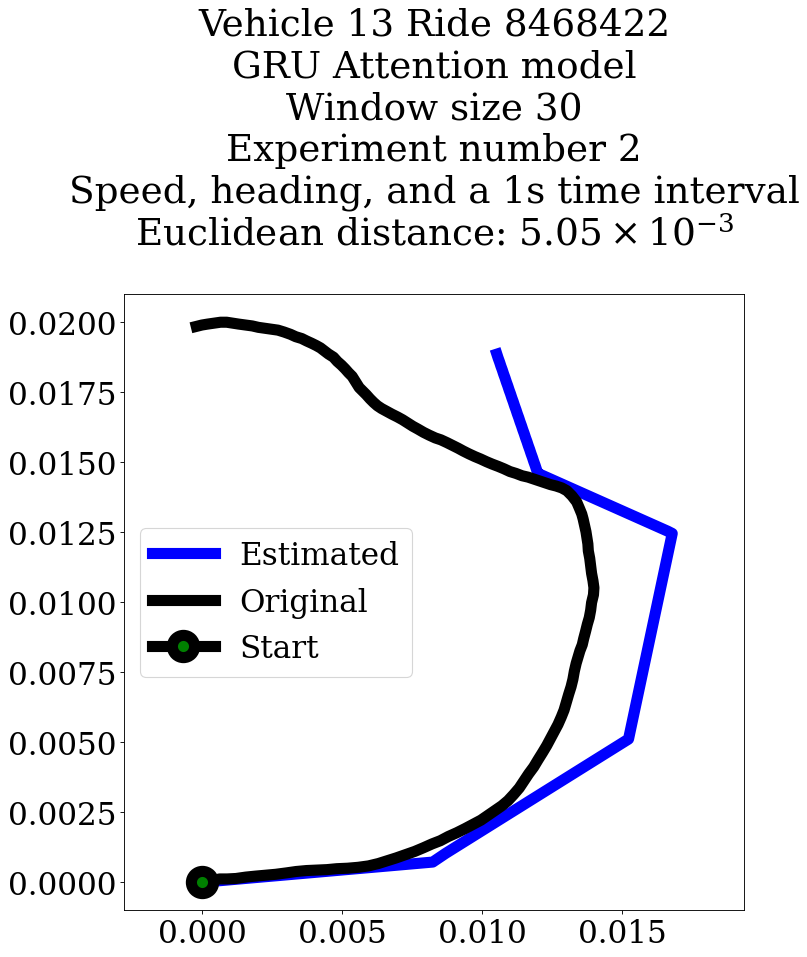 Vehicle 13 Ride 8468422
GRU Attention model
Window size 30
Experiment number 2
Speed, heading, and a 1s time interval
Euclidean distance: 5.05 × 10⁻³
0.0200
0.0175
0.0150
0.0125
0.0100
0.0075
0.0050
0.0025
0.0000
Estimated
Original
Start
0.000 0.005 0.010 0.015